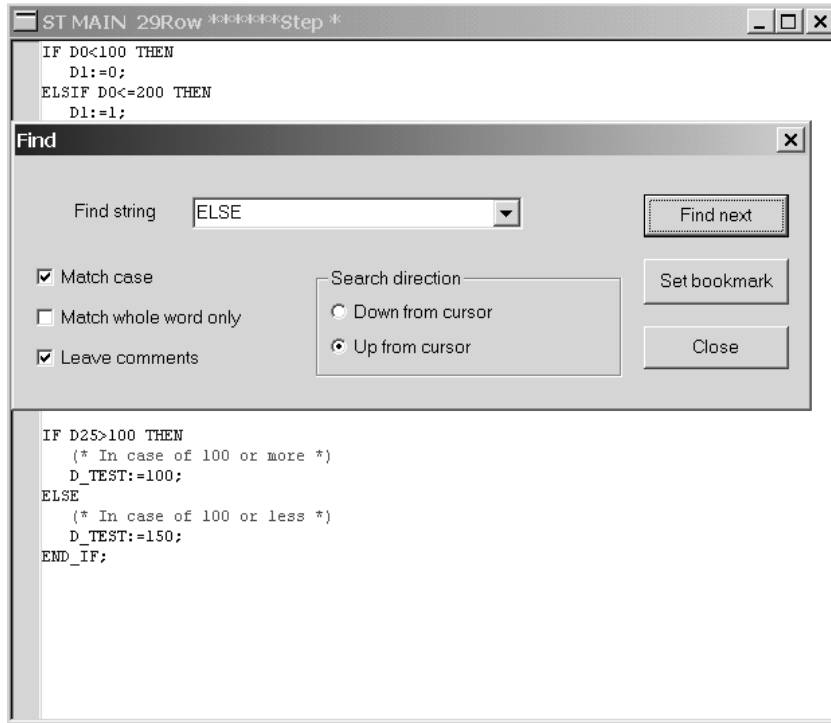 ST MAIN 29Row ******Step *
IF D0<100 THEN
D1:=0;
ELSIF D0<=200 THEN
D1:=1;
Find
Find string ELSE Find next
Match case Search direction Set bookmark
Match whole word only Down from cursor
Leave comments Up from cursor Close
IF D25>100 THEN
(* In case of 100 or more *)
D_TEST:=100;
ELSE
(* In case of 100 or less *)
D_TEST:=150;
END_IF;